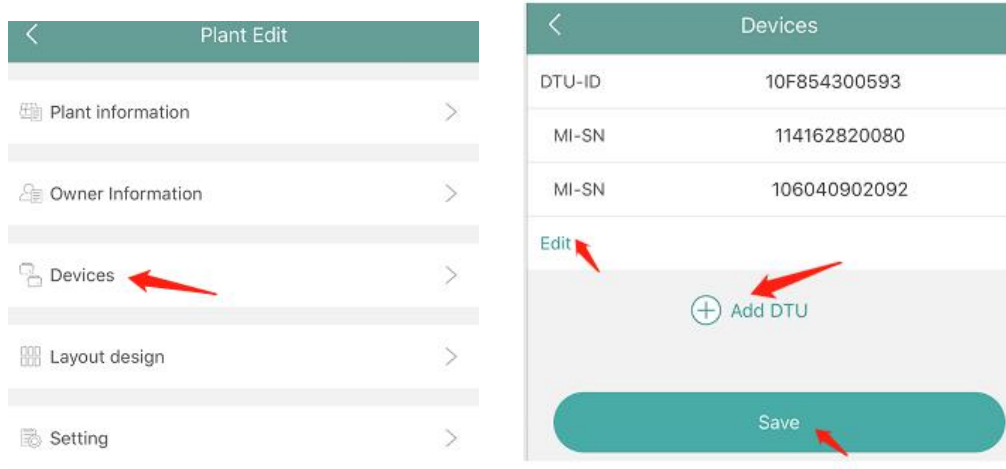 Plant Edit
Plant information
Owner Information
Devices
Layout design
Setting
Devices
DTU-ID 10F854300593
MI-SN 114162820080
MI-SN 106040902092
Edit
Add DTU
Save